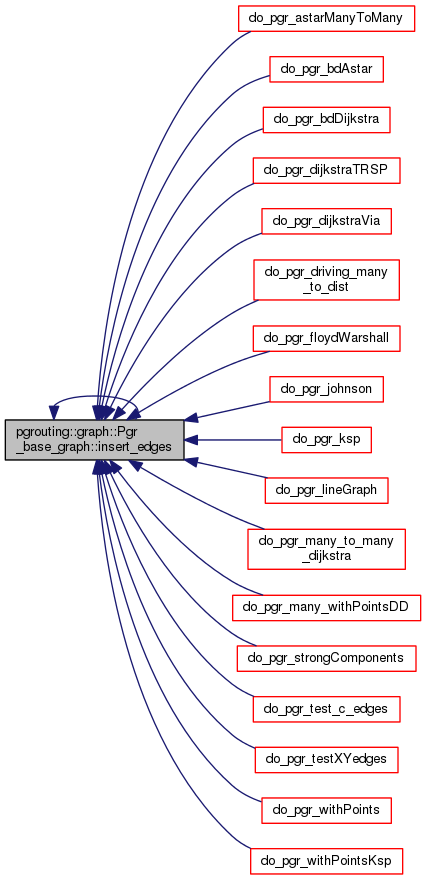 do_pgr_astarManyToMany
do_pgr_bdAstar
do_pgr_bdDijkstra
do_pgr_dijkstraTRSP
do_pgr_dijkstraVia
do_pgr_driving_many
_to_dist
do_pgr_floydWarshall
do_pgr_johnson
pgrouting::graph::Pgr
_base_graph::insert_edges
do_pgr_ksp
do_pgr_lineGraph
do_pgr_many_to_many
_dijkstra
do_pgr_many_withPointsDD
do_pgr_strongComponents
do_pgr_test_c_edges
do_pgr_testXYedges
do_pgr_withPoints
do_pgr_withPointsKsp